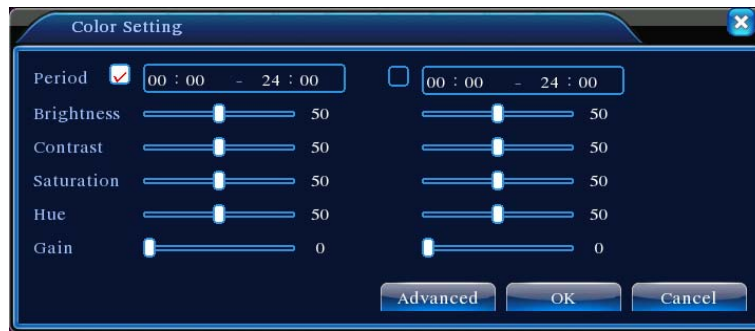 Color Setting
Period 00 : 00 - 24 : 00 00 : 00 - 24 : 00
Brightness 50 50
Contrast 50 50
Saturation 50 50
Hue 50 50
Gain 0 0
Advanced OK Cancel